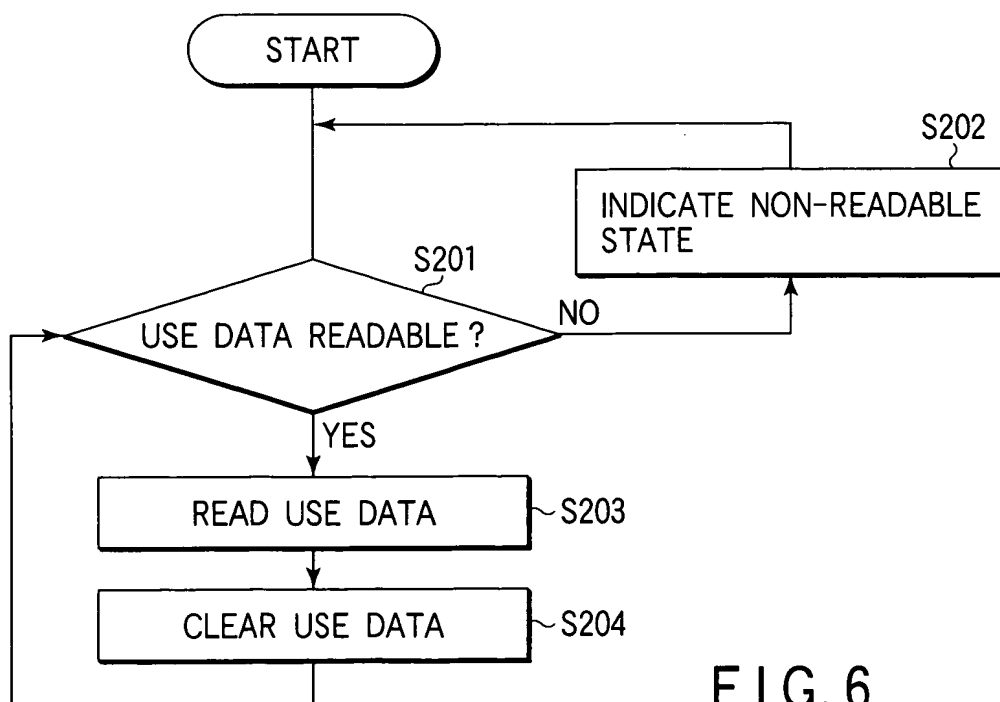 START
S202
INDICATE NON-READABLE
STATE
S201
USE DATA READABLE ?
NO
YES
READ USE DATA
S203
CLEAR USE DATA
S204
FIG. 6